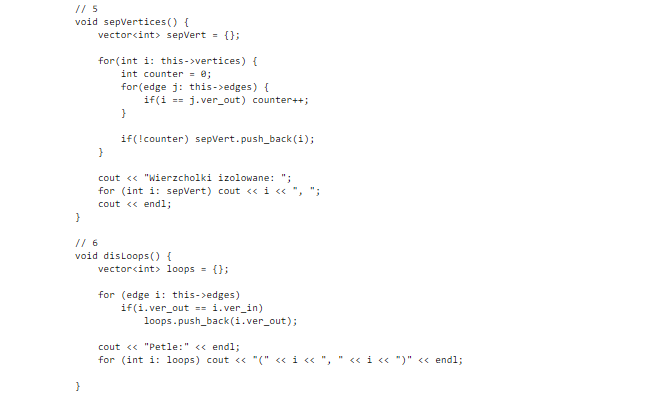 // 5
void sepVertices() {
    vector<int> sepVert = {};

    for(int i: this->vertices) {
        int counter = 0;
        for(edge j: this->edges) {
            if(i == j.ver_out) counter++;
        }

        if(!counter) sepVert.push_back(i);
    }

    cout << "Wierzcholki izolowane: ";
    for (int i: sepVert) cout << i << ", ";
    cout << endl;
}

// 6
void disLoops() {
    vector<int> loops = {};

    for (edge i: this->edges)
        if(i.ver_out == i.ver_in)
            loops.push_back(i.ver_out);

    cout << "Petle:" << endl;
    for (int i: loops) cout << "(" << i << ", " << i << ")" << endl;

}